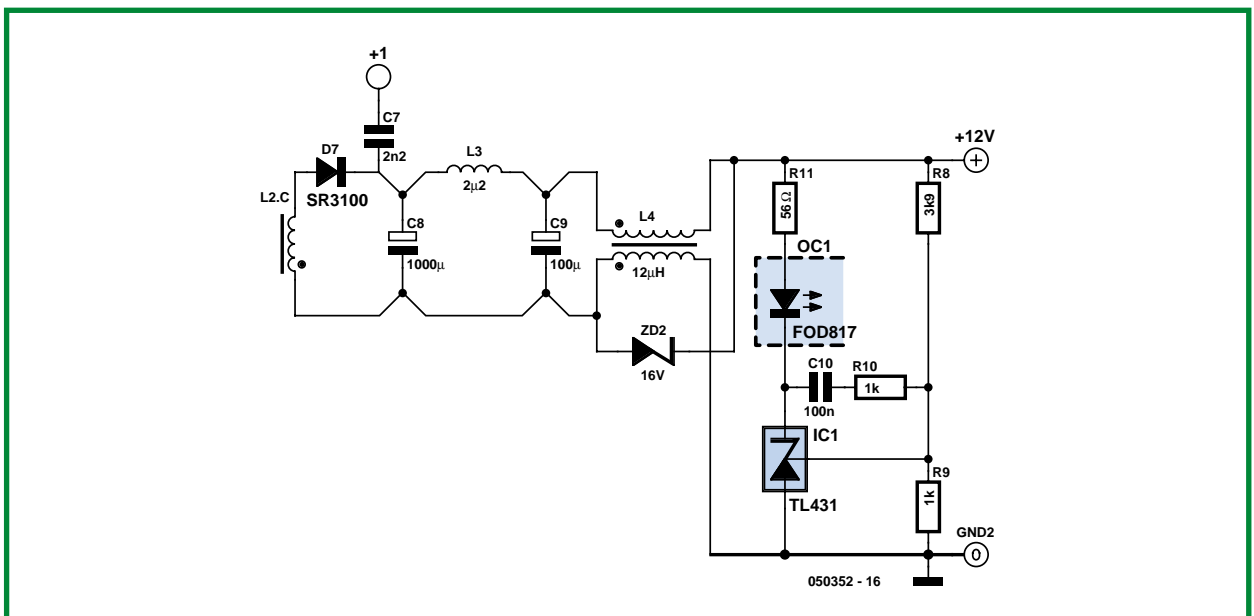 +1
C7
2n2
D7
SR3100
L2.C
L3
2µ2
C8
1000µ
C9
100µ
L4
12µH
ZD2
16V
+12V
R11
56Ω
R8
3k9
OC1
FOD817
C10
100n
R10
1k
IC1
TL431
R9
1k
GND2
0
050352 - 16